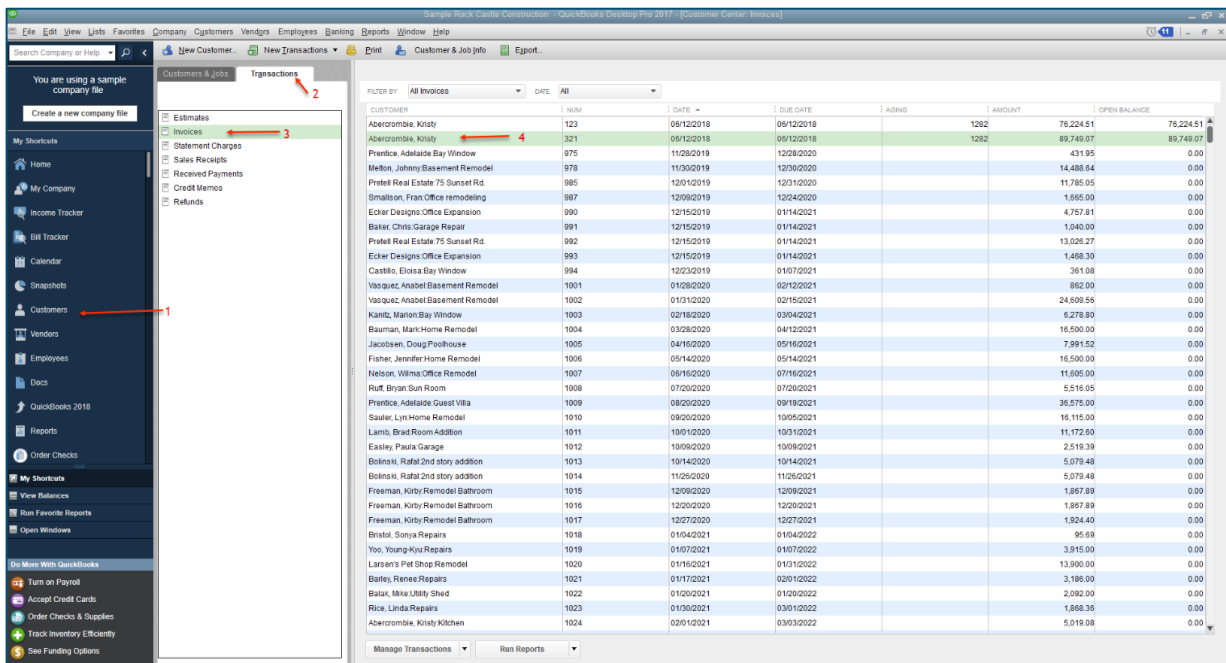 Sample Rock Castle Construction - QuickBooks Desktop Pro 2017 - [Customer Center: Invoices]
File Edit View Lists Favorites Company Customers Vendors Employees Banking Reports Window Help
11
Search Company or Help
New Customer... New Transactions Print Customer & Job Info Export...
You are using a sample
company file
Create a new company file
My Shortcuts
Home
My Company
Income Tracker
Bill Tracker
Calendar
Snapshots
Customers
1
Vendors
Employees
Docs
QuickBooks 2018
Reports
Order Checks
My Shortcuts
View Balances
Run Favorite Reports
Open Windows
Do More With QuickBooks
Turn on Payroll
Accept Credit Cards
Order Checks & Supplies
Track Inventory Efficiently
See Funding Options
Customers & Jobs Transactions
2
Estimates
Invoices 3
Statement Charges
Sales Receipts
Received Payments
Credit Memos
Refunds
FILTER BY All Invoices DATE All
CUSTOMER NUM DATE DUE DATE AGING AMOUNT OPEN BALANCE
Abercrombie, Kristy 123 06/12/2018 06/12/2018 1282 76,224.51 76,224.51
Abercrombie, Kristy 4 321 06/12/2018 06/12/2018 1282 89,749.07 89,749.07
Prentice, Adelaide:Bay Window 975 11/28/2019 12/28/2020 431.95 0.00
Melton, Johnny:Basement Remodel 978 11/30/2019 12/30/2020 14,488.64 0.00
Pretell Real Estate:75 Sunset Rd. 985 12/01/2019 12/31/2020 11,785.05 0.00
Smallson, Fran:Office remodeling 987 12/09/2019 12/24/2020 1,665.00 0.00
Ecker Designs:Office Expansion 990 12/15/2019 01/14/2021 4,757.81 0.00
Baker, Chris:Garage Repair 991 12/15/2019 01/14/2021 1,040.00 0.00
Pretell Real Estate:75 Sunset Rd. 992 12/15/2019 01/14/2021 13,026.27 0.00
Ecker Designs:Office Expansion 993 12/15/2019 01/14/2021 1,468.30 0.00
Castillo, Eloisa:Bay Window 994 12/23/2019 01/07/2021 361.08 0.00
Vasquez, Anabel:Basement Remodel 1001 01/28/2020 02/12/2021 862.00 0.00
Vasquez, Anabel:Basement Remodel 1002 01/31/2020 02/15/2021 24,609.56 0.00
Kanitz, Marion:Bay Window 1003 02/18/2020 03/04/2021 6,278.80 0.00
Bauman, Mark:Home Remodel 1004 03/28/2020 04/12/2021 16,500.00 0.00
Jacobsen, Doug:Poolhouse 1005 04/16/2020 05/16/2021 7,991.52 0.00
Fisher, Jennifer:Home Remodel 1006 05/14/2020 05/14/2021 16,500.00 0.00
Nelson, Wilma:Office Remodel 1007 06/16/2020 07/16/2021 11,605.00 0.00
Ruff, Bryan:Sun Room 1008 07/20/2020 07/20/2021 5,516.05 0.00
Prentice, Adelaide:Guest Villa 1009 08/20/2020 09/19/2021 36,575.00 0.00
Sauler, Lyn:Home Remodel 1010 09/20/2020 10/05/2021 16,115.00 0.00
Lamb, Brad:Room Addition 1011 10/01/2020 10/31/2021 11,172.60 0.00
Easley, Paula:Garage 1012 10/09/2020 10/09/2021 2,519.39 0.00
Bolinski, Rafal:2nd story addition 1013 10/14/2020 10/14/2021 5,079.48 0.00
Bolinski, Rafal:2nd story addition 1014 11/26/2020 11/26/2021 5,079.48 0.00
Freeman, Kirby:Remodel Bathroom 1015 12/09/2020 12/09/2021 1,867.89 0.00
Freeman, Kirby:Remodel Bathroom 1016 12/20/2020 12/20/2021 1,867.89 0.00
Freeman, Kirby:Remodel Bathroom 1017 12/27/2020 12/27/2021 1,924.40 0.00
Bristol, Sonya:Repairs 1018 01/04/2021 01/04/2022 95.69 0.00
Yoo, Young-Kyu:Repairs 1019 01/07/2021 01/07/2022 3,915.00 0.00
Larsen's Pet Shop:Remodel 1020 01/16/2021 01/31/2022 13,900.00 0.00
Barley, Renee:Repairs 1021 01/17/2021 02/01/2022 3,186.00 0.00
Balak, Mike:Utility Shed 1022 01/20/2021 01/20/2022 2,092.00 0.00
Rice, Linda:Repairs 1023 01/30/2021 03/01/2022 1,868.36 0.00
Abercrombie, Kristy:Kitchen 1024 02/01/2021 03/03/2022 5,019.08 0.00
Manage Transactions Run Reports